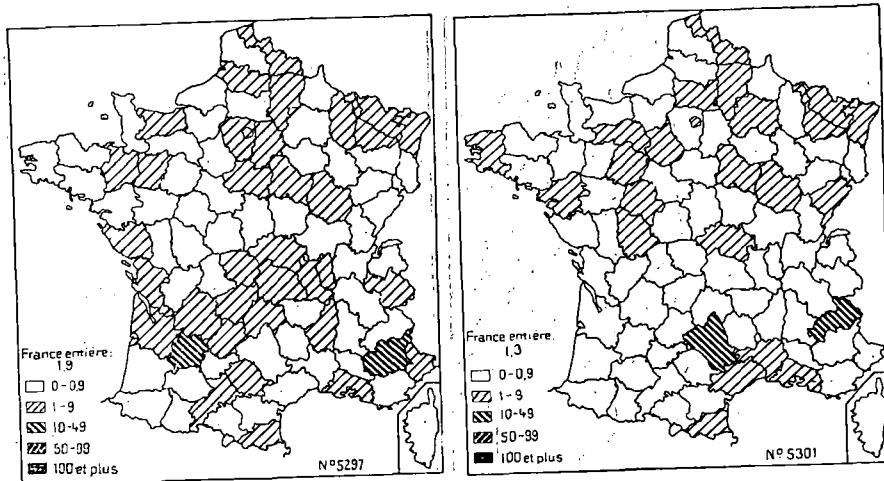 France entière:
1,9
0-0,9
1-9
10-49
50-99
100 et plus
N°5297
France entière:
1,3
0-0,9
1-9
10-49
50-99
100 et plus
N°5301